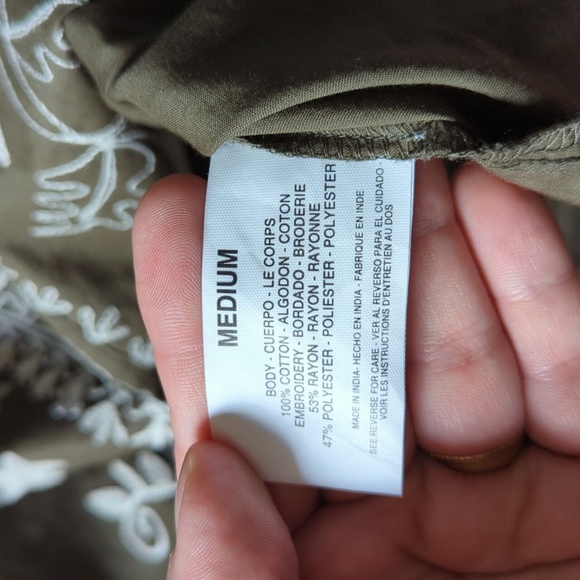 MEDIUM
BODY - CUERPO - LE CORPS
100% COTTON - ALGODON - COTON
EMBROIDERY - BORDADO - BRODERIE
53% RAYON - RAYON - RAYONNE
47% POLYESTER - POLIESTER - POLYESTER
MADE IN INDIA- HECHO EN INDIA - FABRIQUE EN INDE
SEE REVERSE FOR CARE - VER AL REVERSO PARA EL CUIDADO -
VOIR LES INSTRUCTIONS D'ENTRETIEN AU DOS